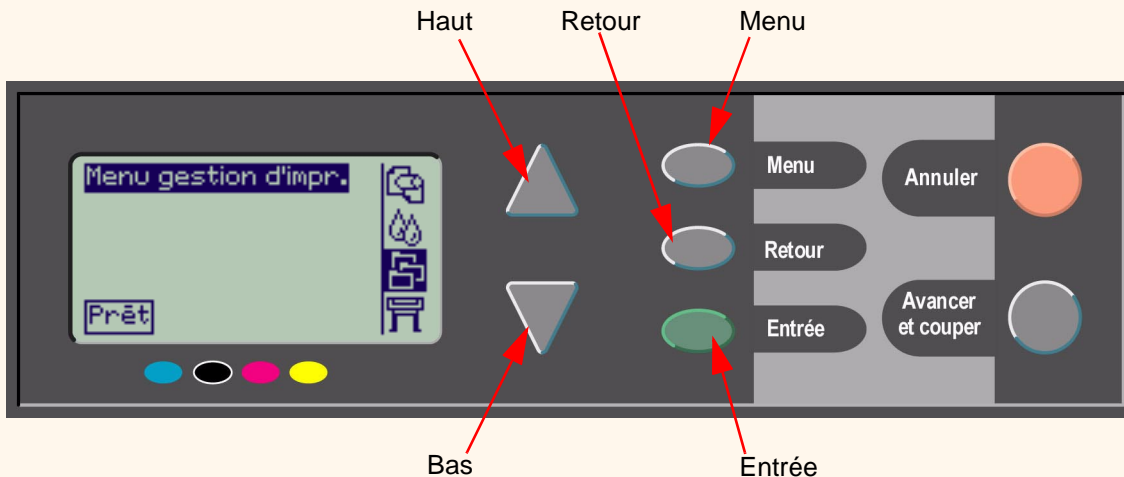 Haut
Retour
Menu
Menu gestion d'impr.
Prêt
Menu
Retour
Entrée
Annuler
Avancer
et couper
Bas
Entrée